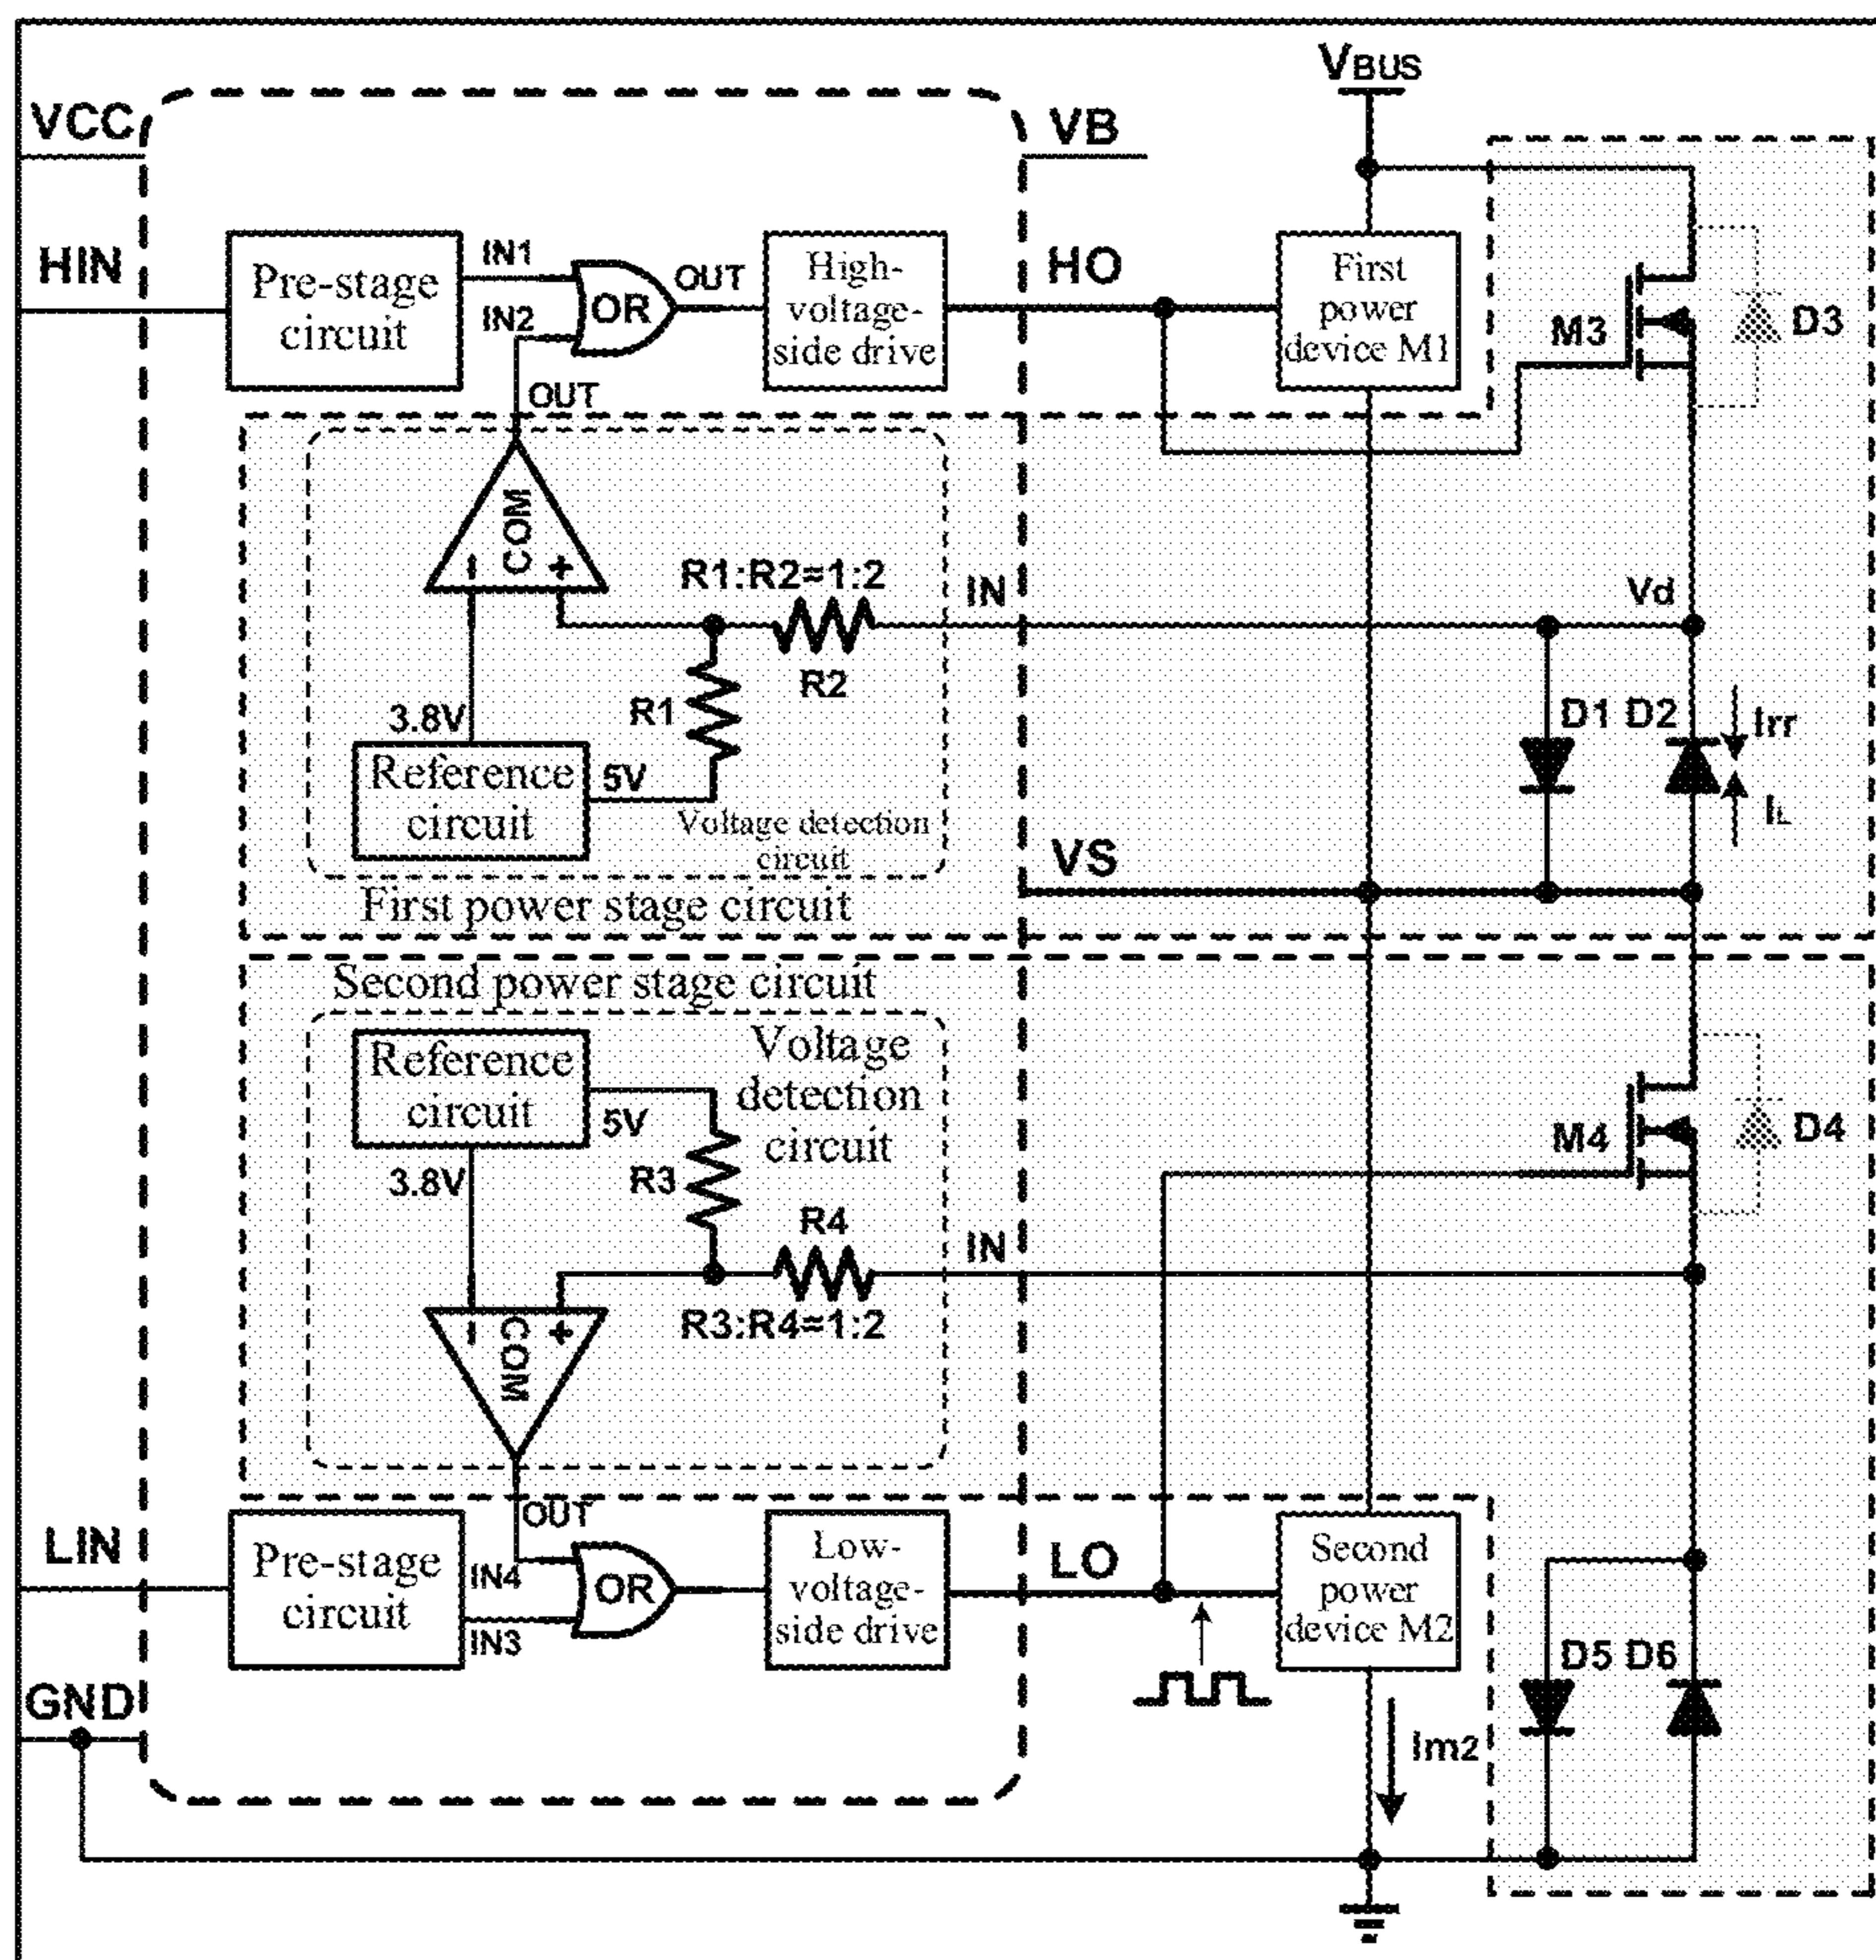 VBUS
VCC
VB
HIN
Pre-stage
circuit
IN1
IN2
OR
OUT
High-
voltage-
side drive
HO
First
power
device M1
M3
D3
OUT
COM
- +
R1:R2=1:2
IN
Vd
R2
R1
3.8V
Reference
circuit
5V
Voltage detection
circuit
D1 D2
Irr
IL
VS
First power stage circuit
Second power stage circuit
Reference
circuit
5V
Voltage
detection
circuit
3.8V
R3
R4
IN
R3:R4=1:2
- +
COM
M4
D4
OUT
LIN
Pre-stage
circuit
IN4
IN3
OR
Low-
voltage-
side drive
LO
Second
power
device M2
D5 D6
GND
Im2